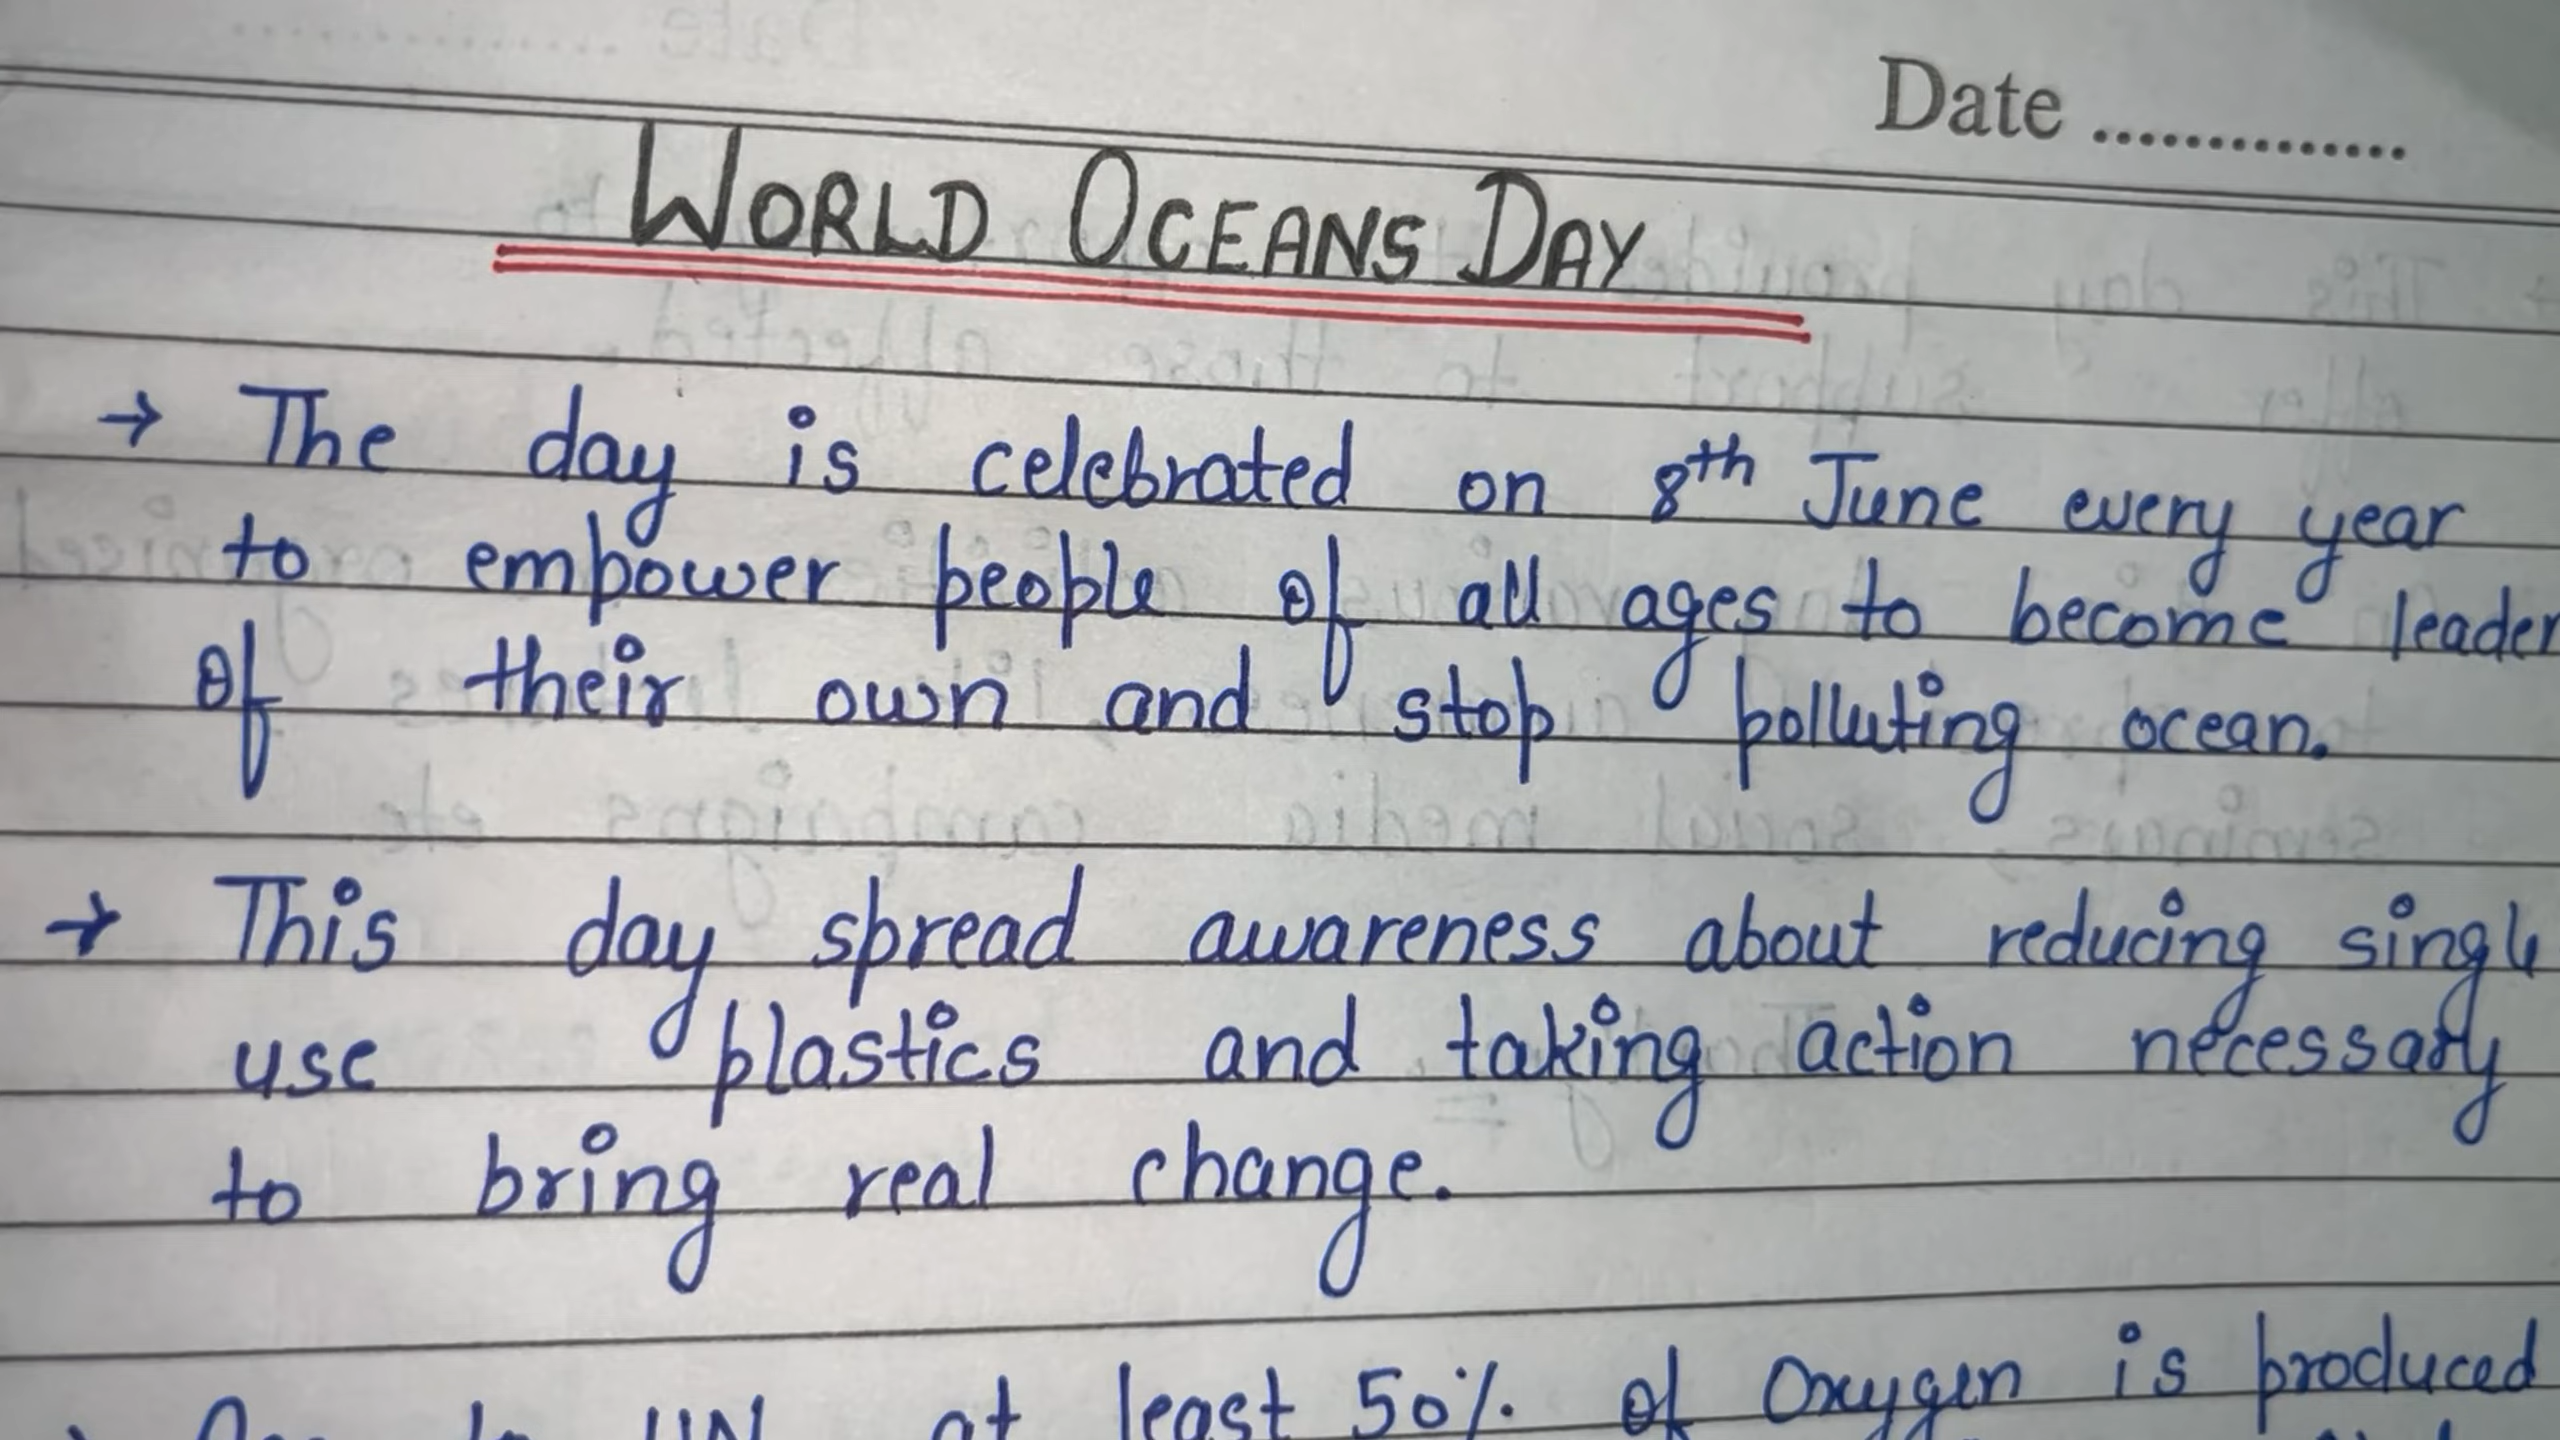 Date ..............
WORLD OCEANS DAY
→ The day is celebrated on 8th June every year
to empower people of all ages to become leader
of their own and stop polluting ocean.
→ This day spread awareness about reducing single
use plastics and taking action necessary
to bring real change.
UN at least 50% of Oxygen is produced